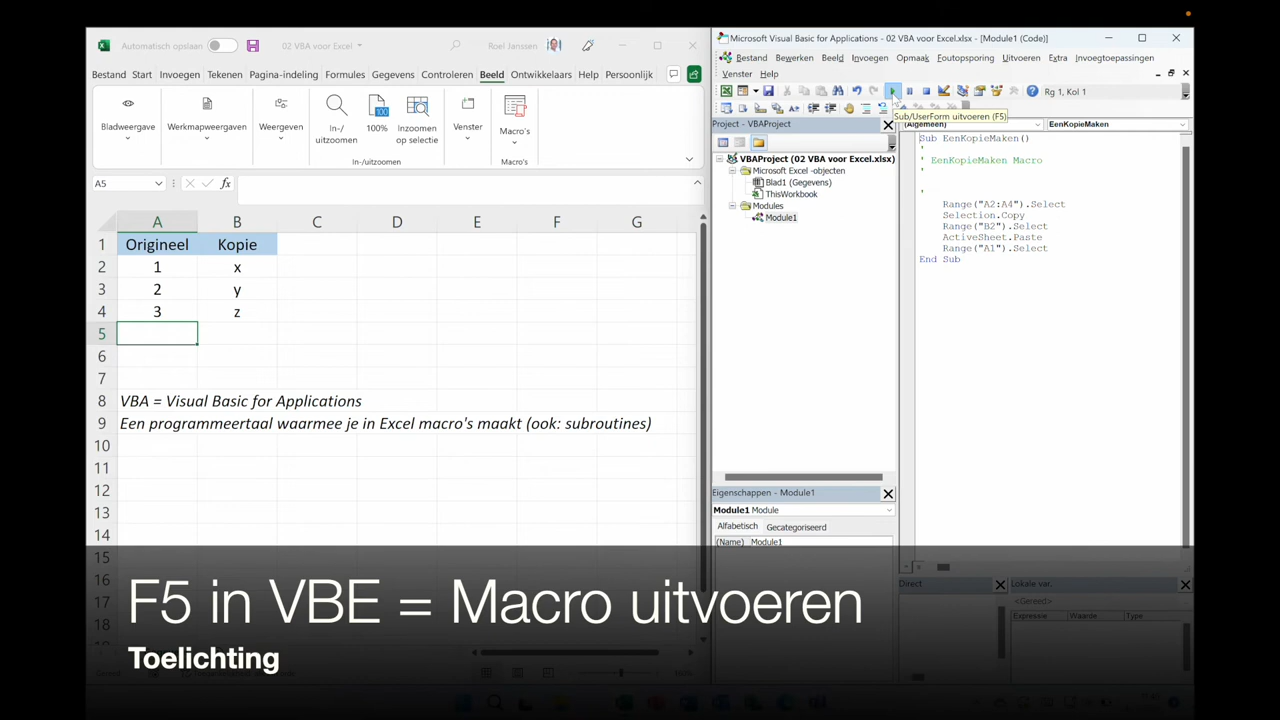 Automatisch opslaan
02 VBA voor Excel
Roel Janssen
Bestand Start Invoegen Tekenen Pagina-indeling Formules Gegevens Controleren Beeld Ontwikkelaars Help Persoonlijk
Bladweergave
Werkmapweergaven
Weergeven
In-/
uitzoomen
100%
Inzoomen
op selectie
Venster
Macro's
In-/uitzoomen
Macro's
A5
fx
A B C D E F G
1 Origineel Kopie
2 1 x
3 2 y
4 3 z
5
6
7
8 VBA = Visual Basic for Applications
9 Een programmeertaal waarmee je in Excel macro's maakt (ook: subroutines)
10
11
12
13
14
15
16
17
18
Microsoft Visual Basic for Applications - 02 VBA voor Excel.xlsx - [Module1 (Code)]
Bestand Bewerken Beeld Invoegen Opmaak Foutopsporing Uitvoeren Extra Invoegtoepassingen
Venster Help
Rg 1, Kol 1
Sub/UserForm uitvoeren (F5)
Project - VBAProject
VBAProject (02 VBA voor Excel.xlsx)
Microsoft Excel -objecten
Blad1 (Gegevens)
ThisWorkbook
Modules
Module1
(Algemeen) EenKopieMaken
Sub EenKopieMaken()
'
' EenKopieMaken Macro
'
'
Range("A2:A4").Select
Selection.Copy
Range("B2").Select
ActiveSheet.Paste
Range("A1").Select
End Sub
Eigenschappen - Module1
Module1 Module
Alfabetisch Gecategoriseerd
(Name) Module1
Direct
Lokale var.
<Gereed>
Expressie Waarde Type
F5 in VBE = Macro uitvoeren
Toelichting